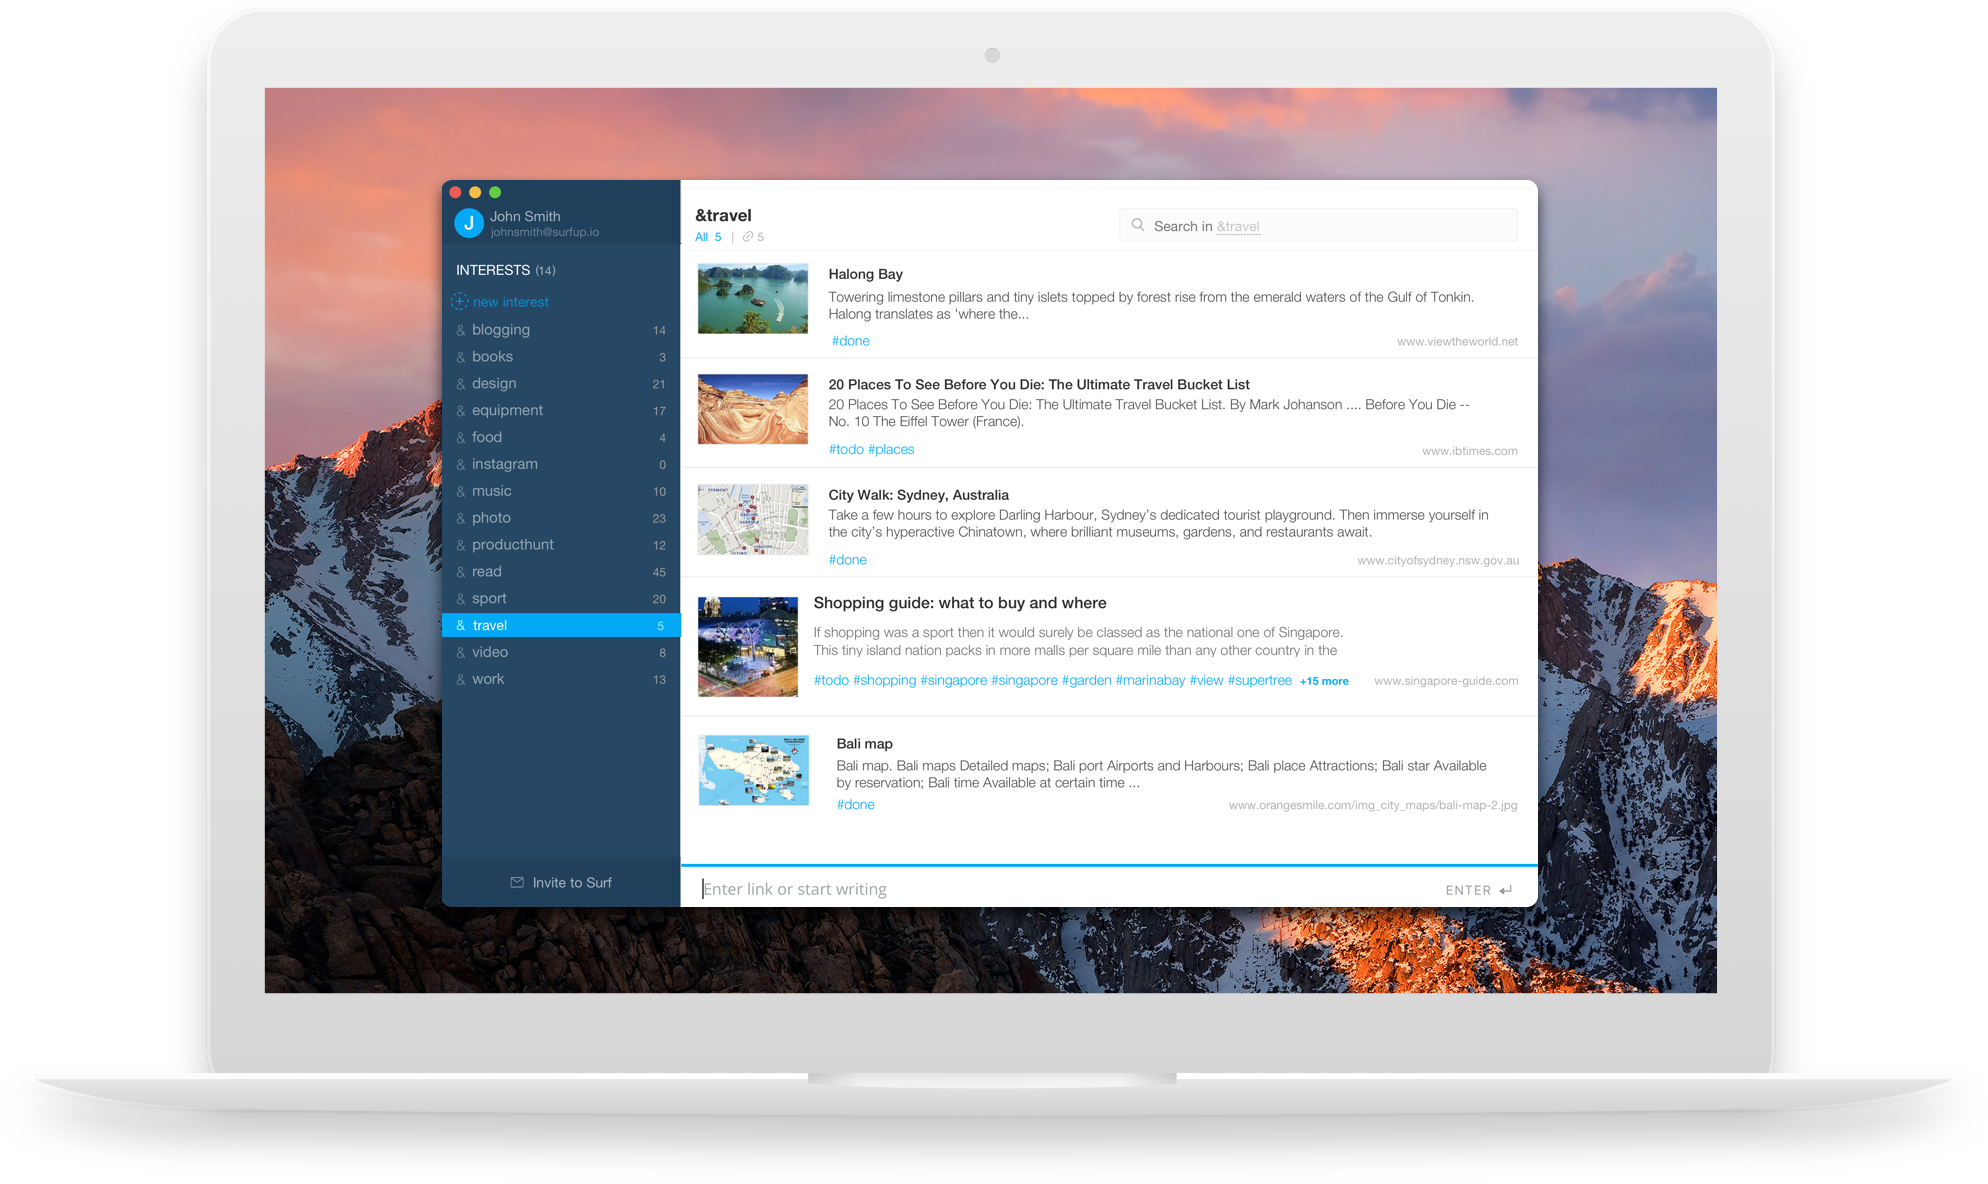 J
John Smith
johnsmith@surfup.io
INTERESTS (14)
new interest
& blogging 14
& books 3
& design 21
& equipment 17
& food 4
& instagram 0
& music 10
& photo 23
& producthunt 12
& read 45
& sport 20
& travel 5
& video 8
& work 13
Invite to Surf
&travel
All 5 | 5
Search in &travel
Halong Bay
Towering limestone pillars and tiny islets topped by forest rise from the emerald waters of the Gulf of Tonkin.
Halong translates as 'where the...
#done
www.viewtheworld.net
20 Places To See Before You Die: The Ultimate Travel Bucket List
20 Places To See Before You Die: The Ultimate Travel Bucket List. By Mark Johanson .... Before You Die --
No. 10 The Eiffel Tower (France).
#todo #places
www.ibtimes.com
City Walk: Sydney, Australia
Take a few hours to explore Darling Harbour, Sydney's dedicated tourist playground. Then immerse yourself in
the city's hyperactive Chinatown, where brilliant museums, gardens, and restaurants await.
#done
www.cityofsydney.nsw.gov.au
Shopping guide: what to buy and where
If shopping was a sport then it would surely be classed as the national one of Singapore.
This tiny island nation packs in more malls per square mile than any other country in the
#todo #shopping #singapore #singapore #garden #marinabay #view #supertree +15 more
www.singapore-guide.com
Bali map
Bali map. Bali maps Detailed maps; Bali port Airports and Harbours; Bali place Attractions; Bali star Available
by reservation; Bali time Available at certain time ...
#done
www.orangesmile.com/img_city_maps/bali-map-2.jpg
Enter link or start writing
ENTER